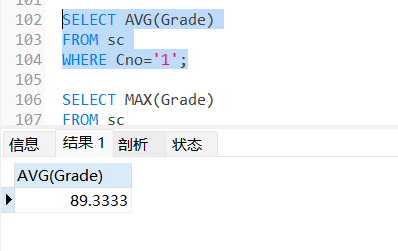 101
102 SELECT AVG(Grade)
103 FROM sc
104 WHERE Cno='1';
105
106 SELECT MAX(Grade)
107 FROM sc
信息 结果 1 剖析 状态
AVG(Grade)
89.3333